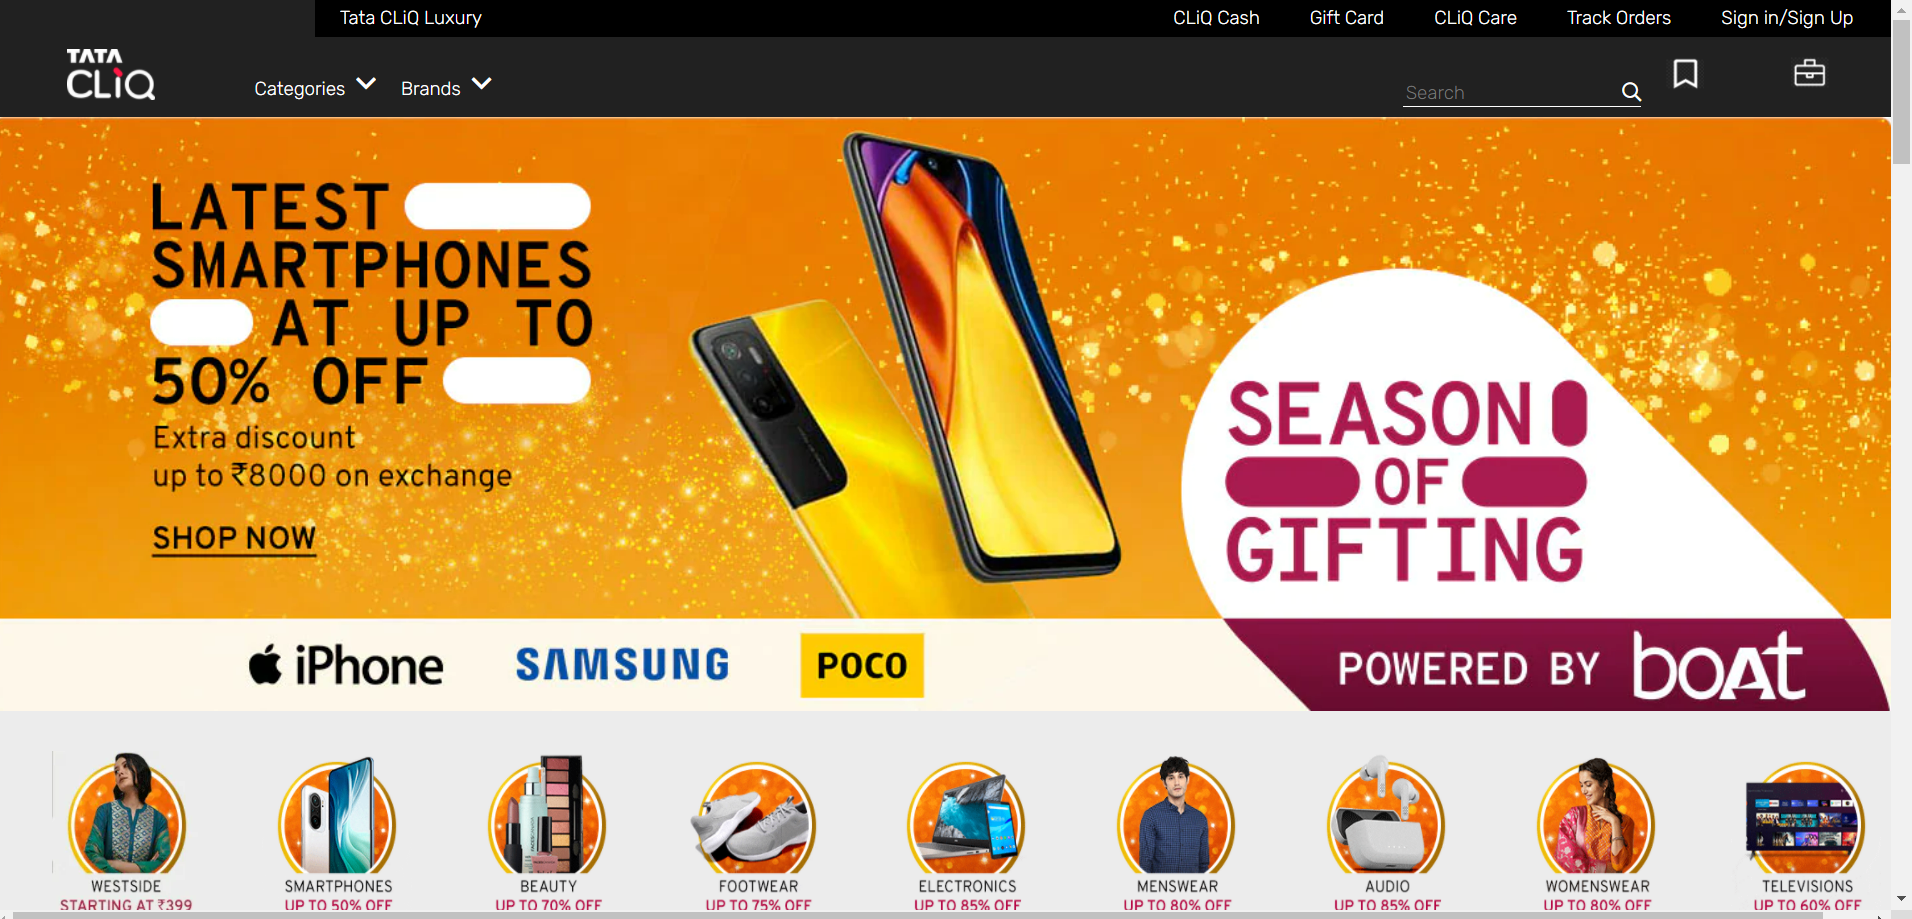 Tata CLiQ Luxury
CLiQ Cash
Gift Card
CLiQ Care
Track Orders
Sign in/Sign Up
TATA
CLiQ
Categories
Brands
Search
LATEST
SMARTPHONES
AT UP TO
50% OFF
Extra discount
up to ₹8000 on exchange
SHOP NOW
SEASON
OF
GIFTING
iPhone
SAMSUNG
POCO
POWERED BY boAt
WESTSIDE
STARTING AT ₹399
SMARTPHONES
UP TO 50% OFF
BEAUTY
UP TO 70% OFF
FOOTWEAR
UP TO 75% OFF
ELECTRONICS
UP TO 85% OFF
MENSWEAR
UP TO 80% OFF
AUDIO
UP TO 85% OFF
WOMENSWEAR
UP TO 80% OFF
TELEVISIONS
UP TO 60% OFF